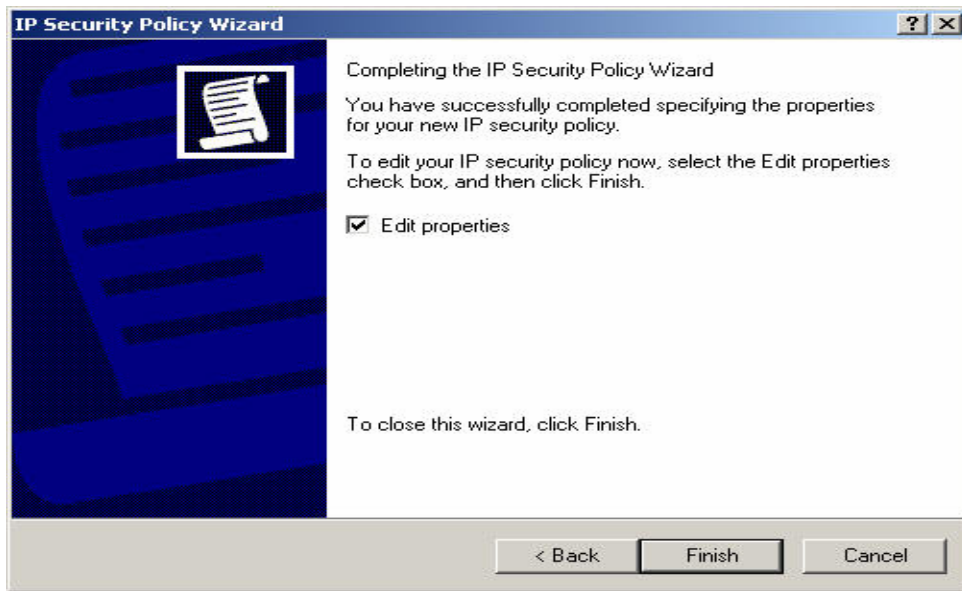 IP Security Policy Wizard
Completing the IP Security Policy Wizard
You have successfully completed specifying the properties
for your new IP security policy.
To edit your IP security policy now, select the Edit properties
check box, and then click Finish.
Edit properties
To close this wizard, click Finish.
< Back Finish Cancel